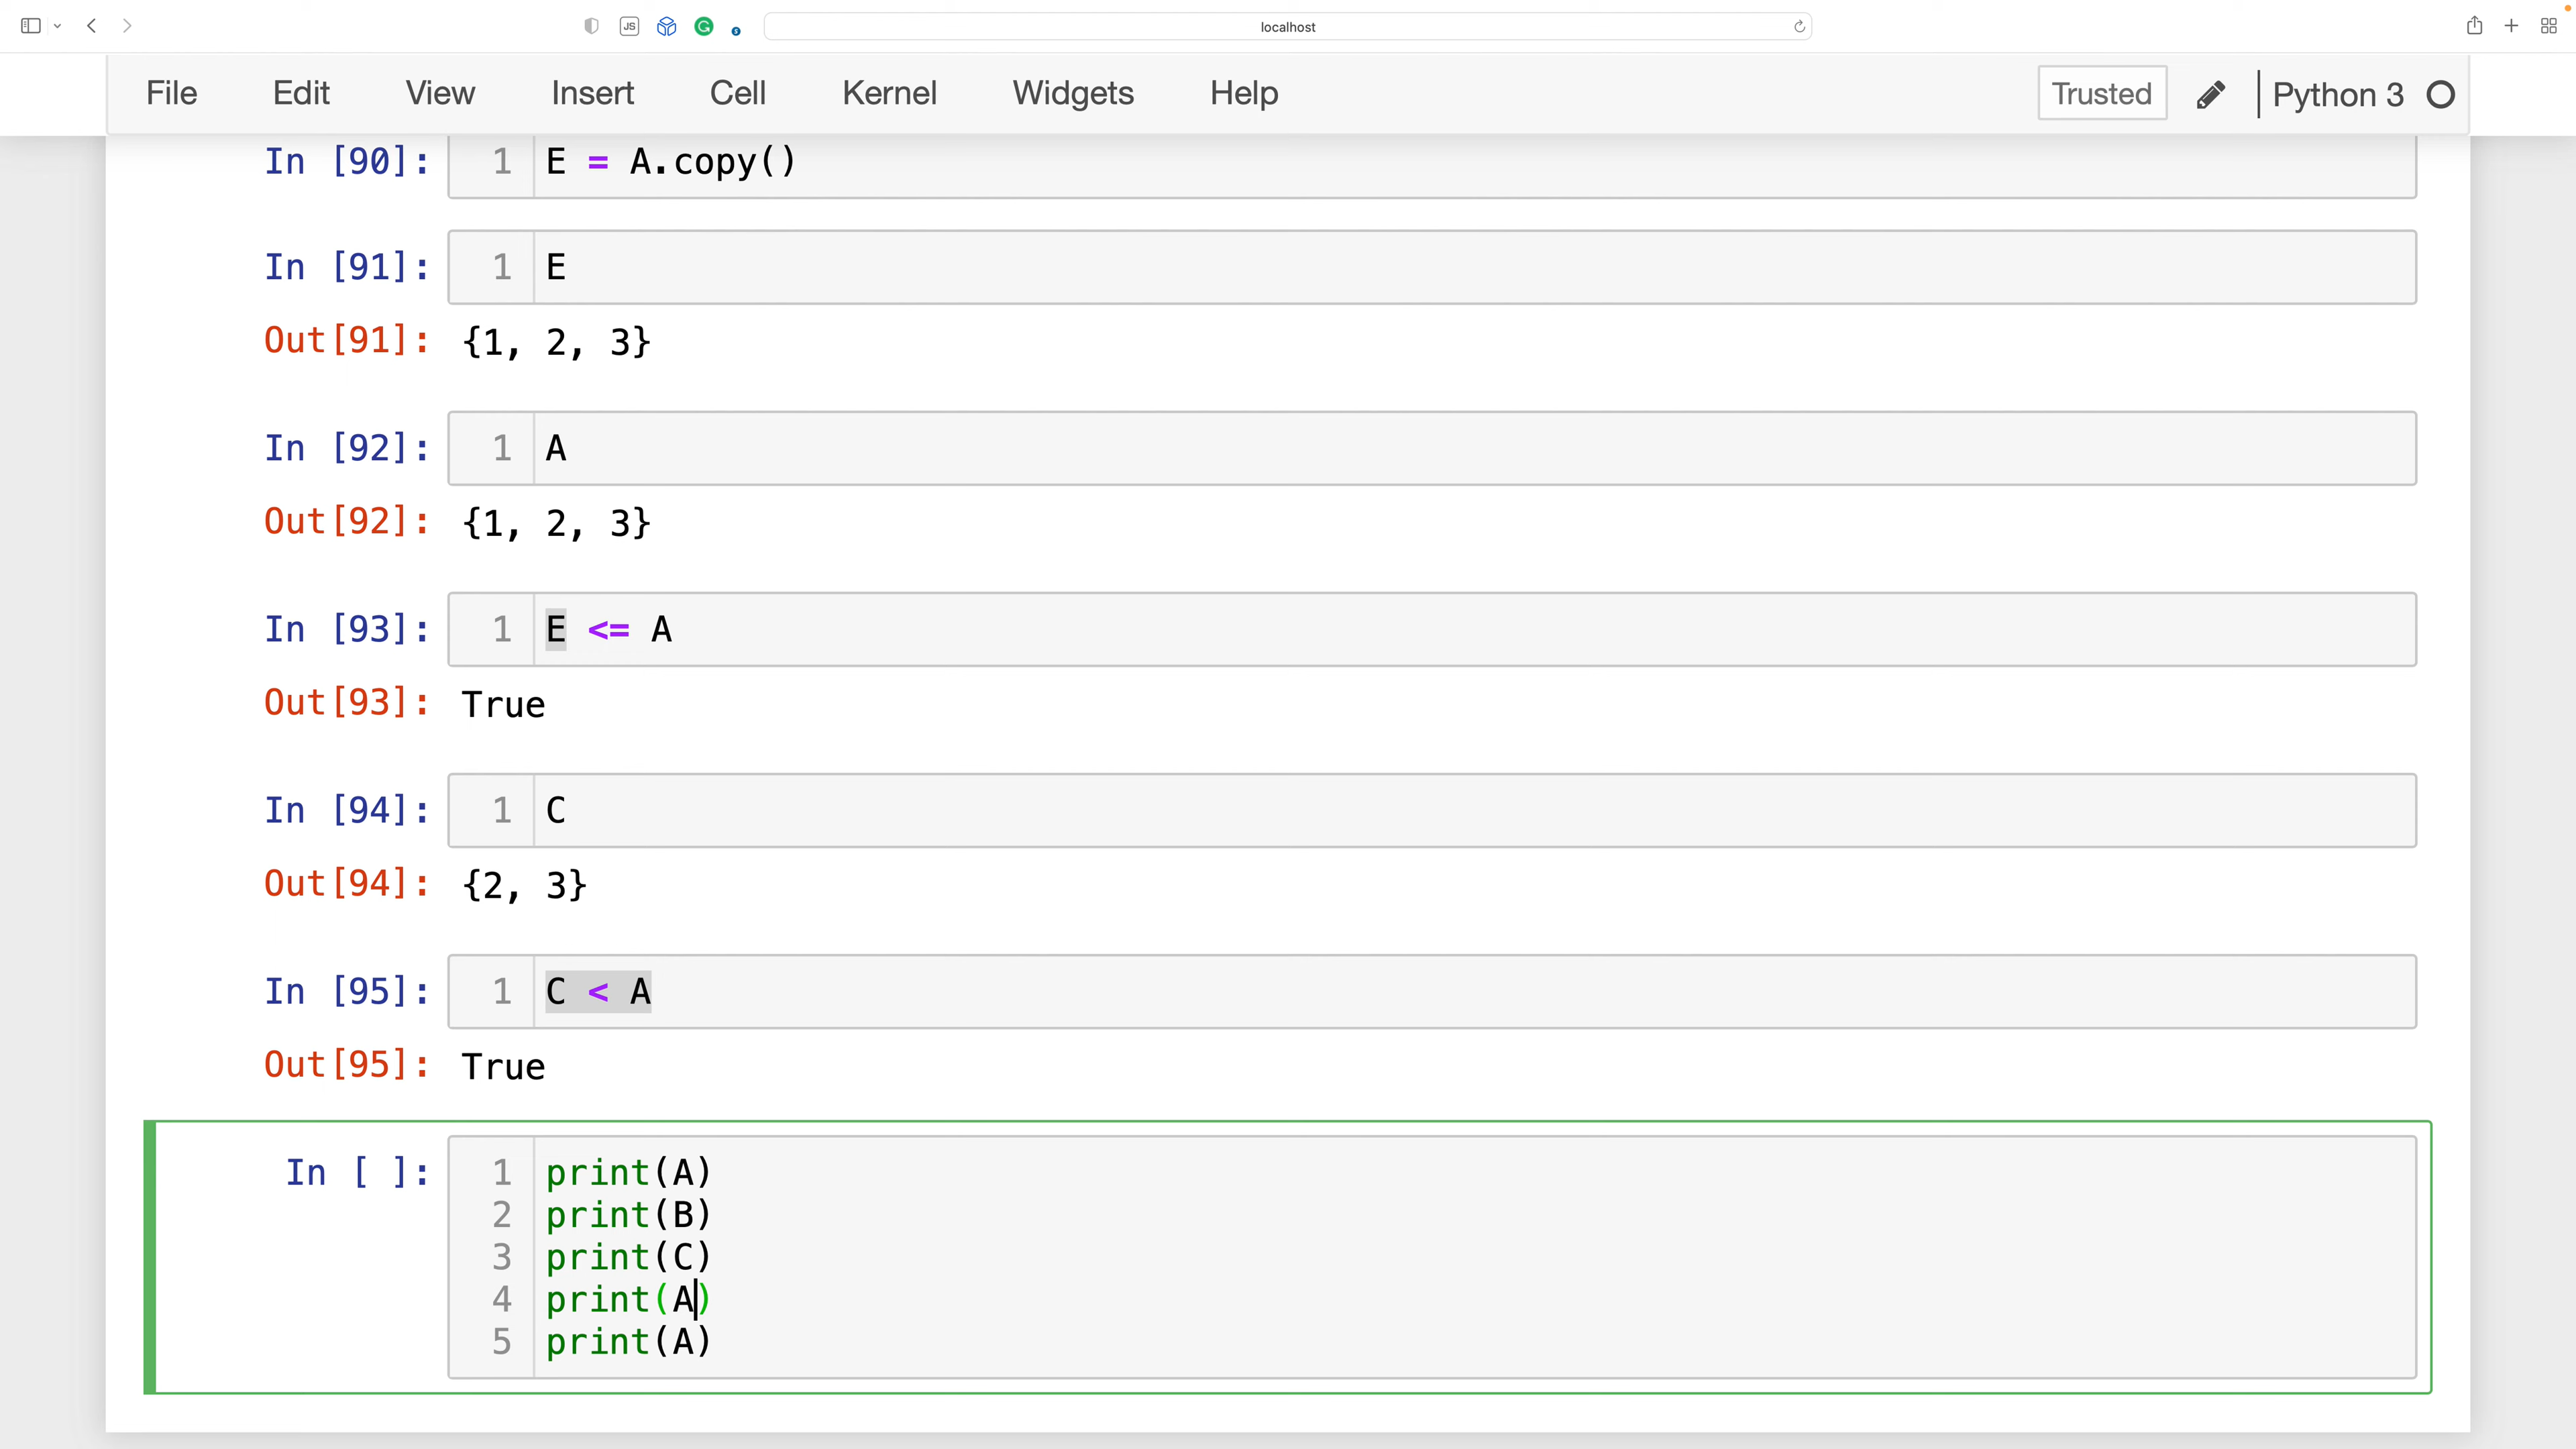 JS
G
localhost
File Edit View Insert Cell Kernel Widgets Help Trusted Python 3
In [90]: 1 E = A.copy()
In [91]: 1 E
Out[91]: {1, 2, 3}
In [92]: 1 A
Out[92]: {1, 2, 3}
In [93]: 1 E <= A
Out[93]: True
In [94]: 1 C
Out[94]: {2, 3}
In [95]: 1 C < A
Out[95]: True
In [ ]: 1 print(A)
2 print(B)
3 print(C)
4 print(A)
5 print(A)